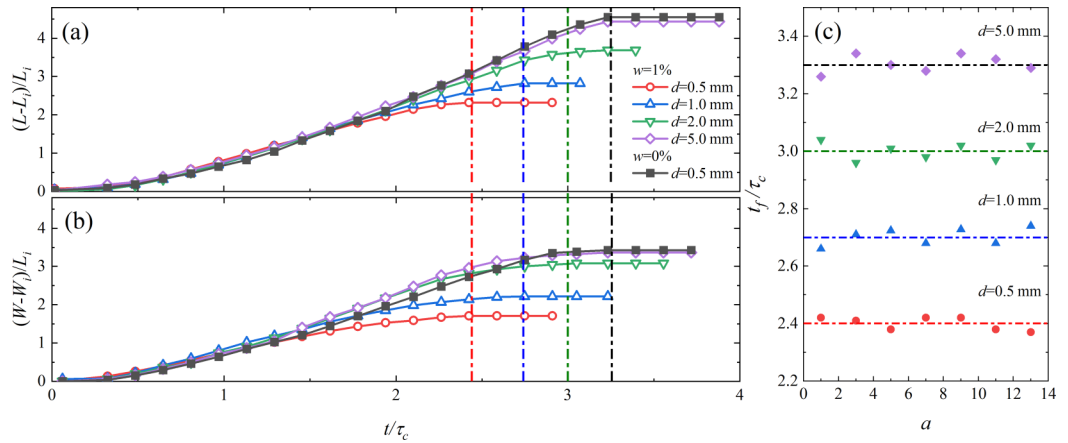 (a)
(L-L_i)/L_i
4
3
2
1
0
w=1%
d=0.5 mm
d=1.0 mm
d=2.0 mm
d=5.0 mm
w=0%
d=0.5 mm
(b)
(W-W_i)/L_i
4
3
2
1
0
0 1 2 3 4
t/τ_c
(c)
t_f/τ_c
3.4
3.2
3.0
2.8
2.6
2.4
2.2
d=5.0 mm
d=2.0 mm
d=1.0 mm
d=0.5 mm
0 2 4 6 8 10 12 14
a